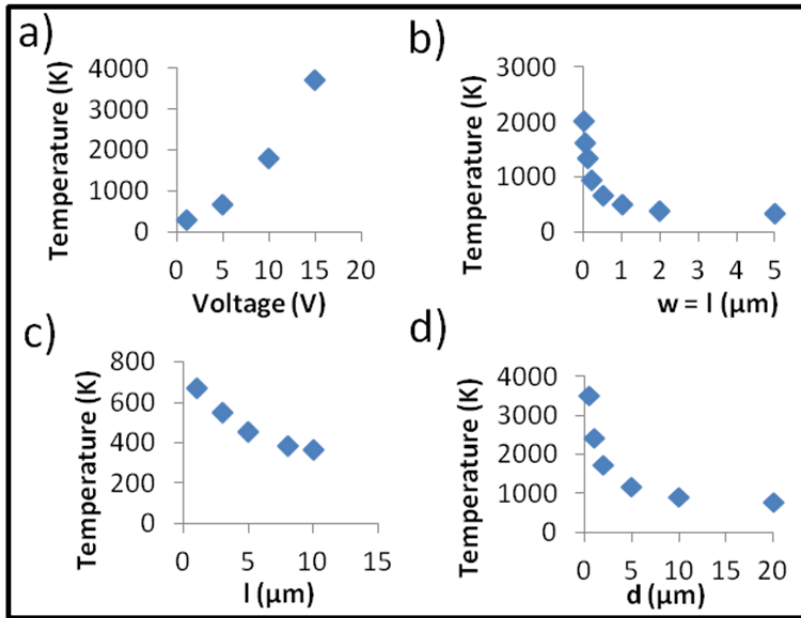 a)
Temperature (K)
4000
3000
2000
1000
0
0 5 10 15 20
Voltage (V)
b)
Temperature (K)
3000
2000
1000
0
0 1 2 3 4 5
w = l (µm)
c)
Temperature (K)
800
600
400
200
0
0 5 10 15
l (µm)
d)
Temperature (K)
4000
3000
2000
1000
0
0 5 10 15 20
d (µm)